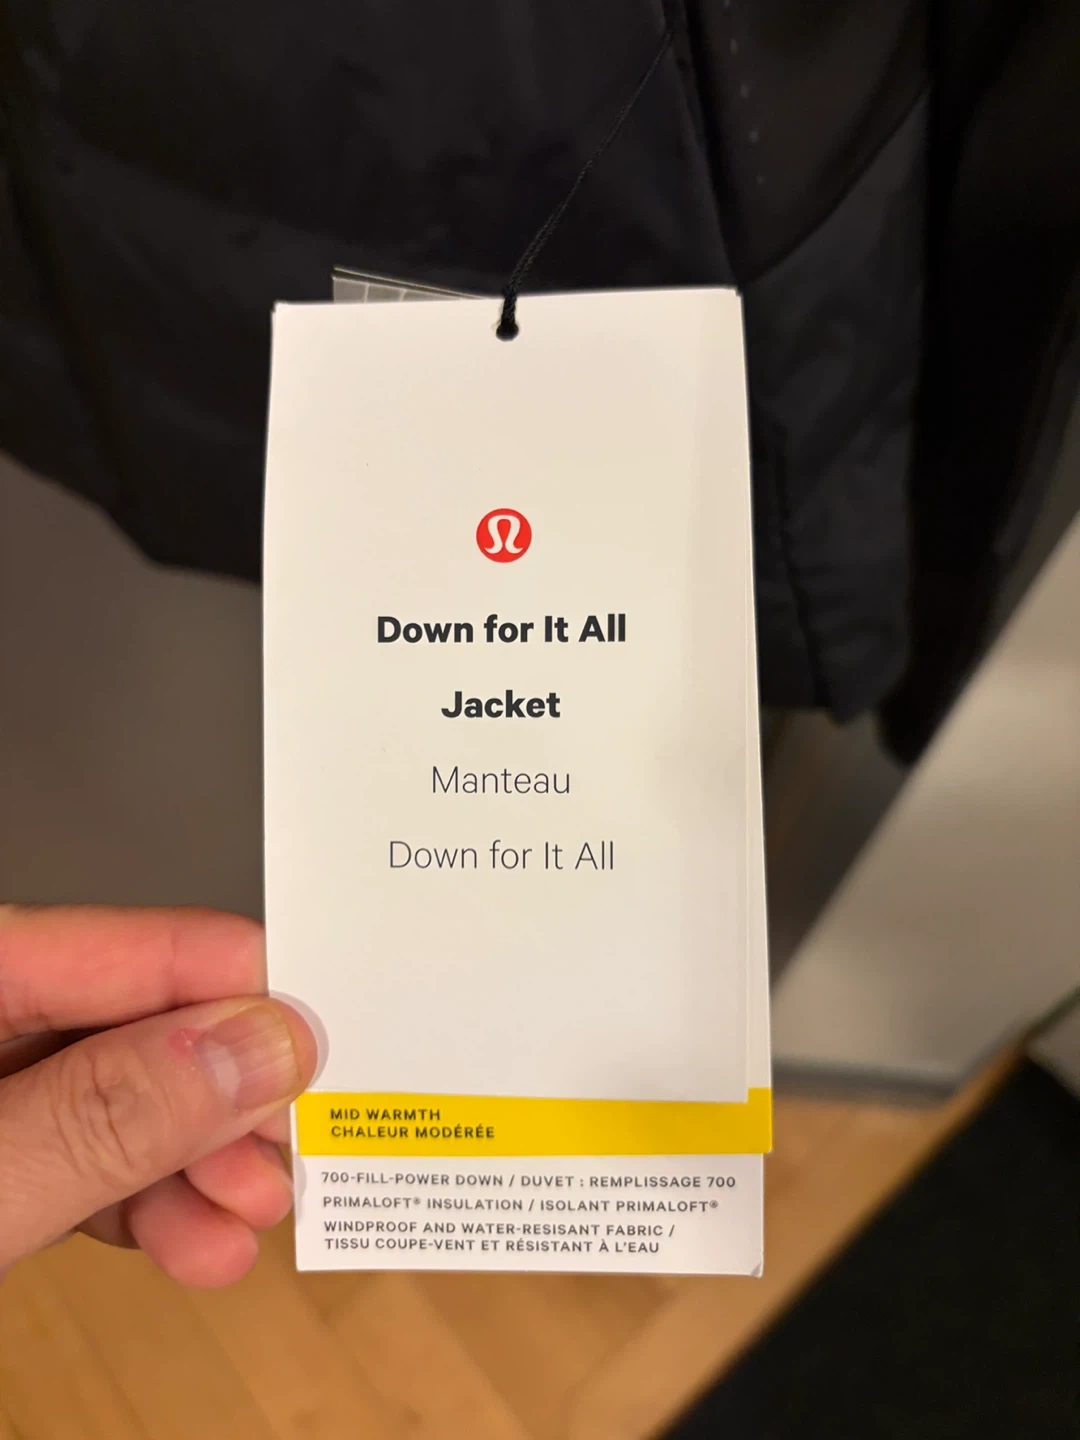 Down for It All
Jacket
Manteau
Down for It All
MID WARMTH
CHALEUR MODÉRÉE
700-FILL-POWER DOWN / DUVET : REMPLISSAGE 700
PRIMALOFT® INSULATION / ISOLANT PRIMALOFT®
WINDPROOF AND WATER-RESISANT FABRIC /
TISSU COUPE-VENT ET RÉSISTANT À L'EAU